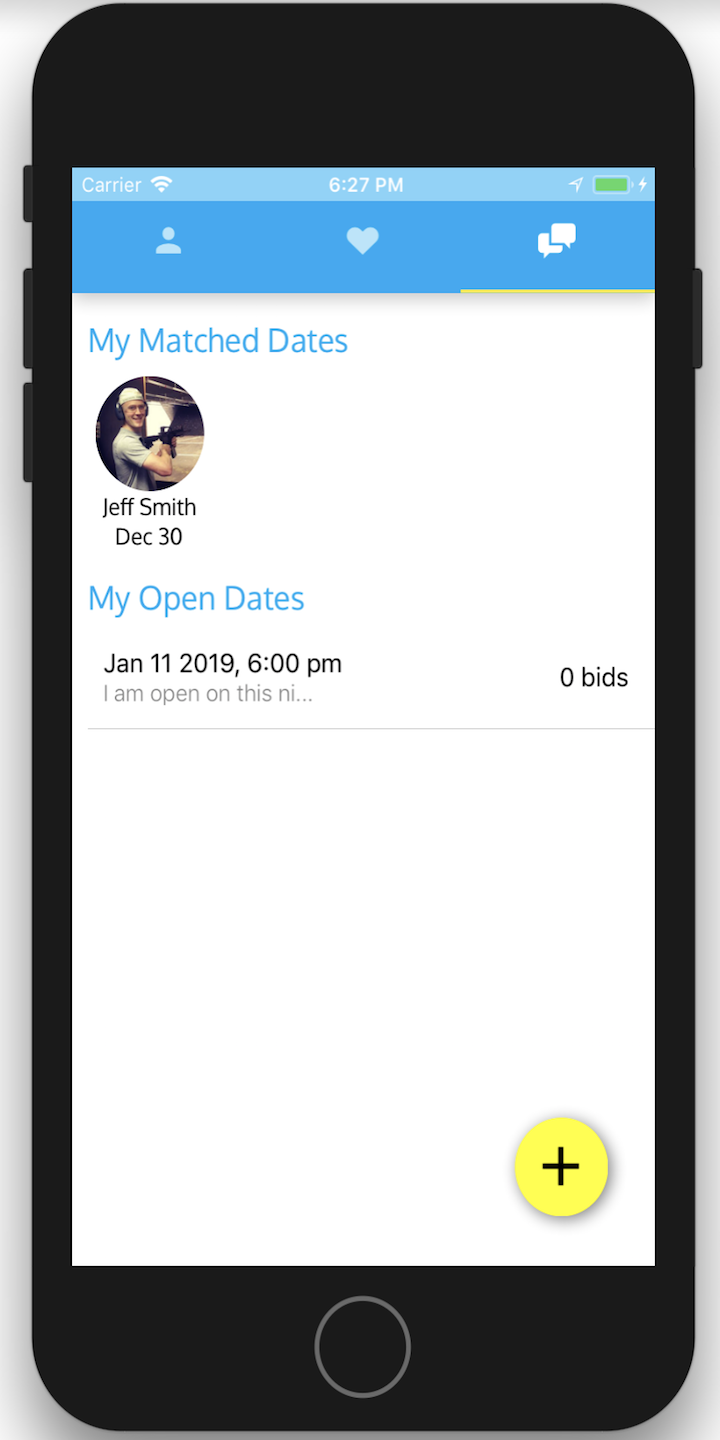 Carrier 6:27 PM
My Matched Dates
Jeff Smith
Dec 30
My Open Dates
Jan 11 2019, 6:00 pm
0 bids
I am open on this ni...